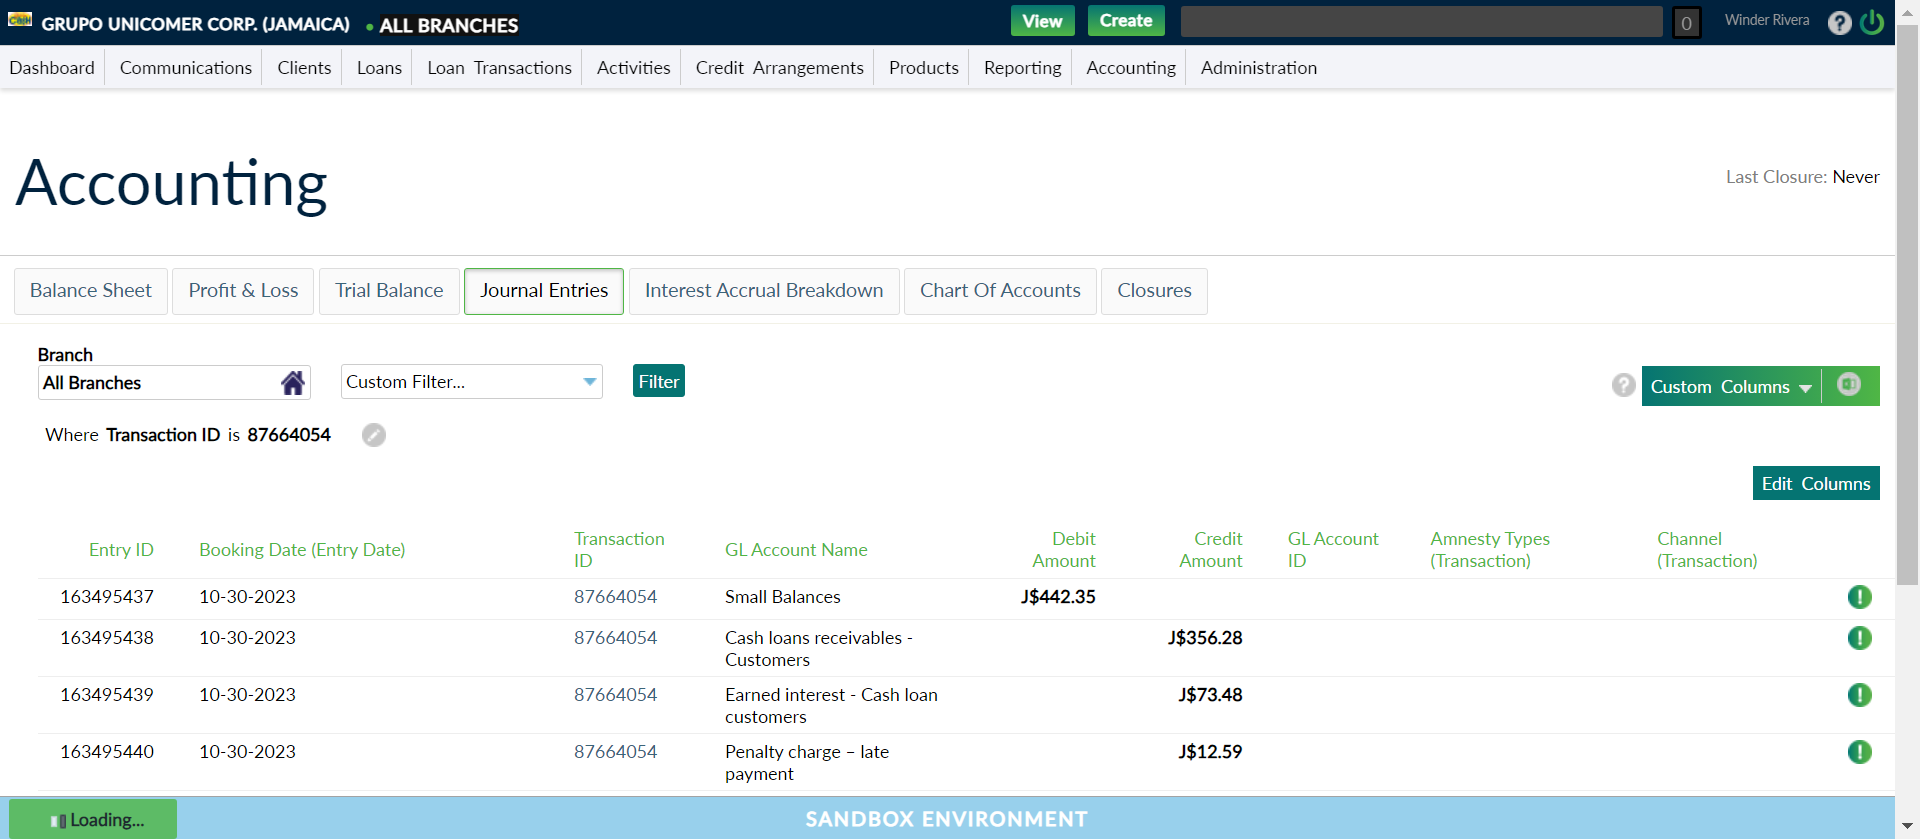 Cash GRUPO UNICOMER CORP. (JAMAICA) • ALL BRANCHES View Create 0 Winder Rivera ?
Dashboard Communications Clients Loans Loan Transactions Activities Credit Arrangements Products Reporting Accounting Administration
Accounting
Last Closure: Never
Balance Sheet Profit & Loss Trial Balance Journal Entries Interest Accrual Breakdown Chart Of Accounts Closures
Branch
All Branches Custom Filter... Filter ? Custom Columns
Where Transaction ID is 87664054
Edit Columns
Entry ID Booking Date (Entry Date) Transaction ID GL Account Name Debit Amount Credit Amount GL Account ID Amnesty Types (Transaction) Channel (Transaction)
163495437 10-30-2023 87664054 Small Balances J$442.35 !
163495438 10-30-2023 87664054 Cash loans receivables - J$356.28 !
Customers
163495439 10-30-2023 87664054 Earned interest - Cash loan J$73.48 !
customers
163495440 10-30-2023 87664054 Penalty charge – late J$12.59 !
payment
Loading... SANDBOX ENVIRONMENT